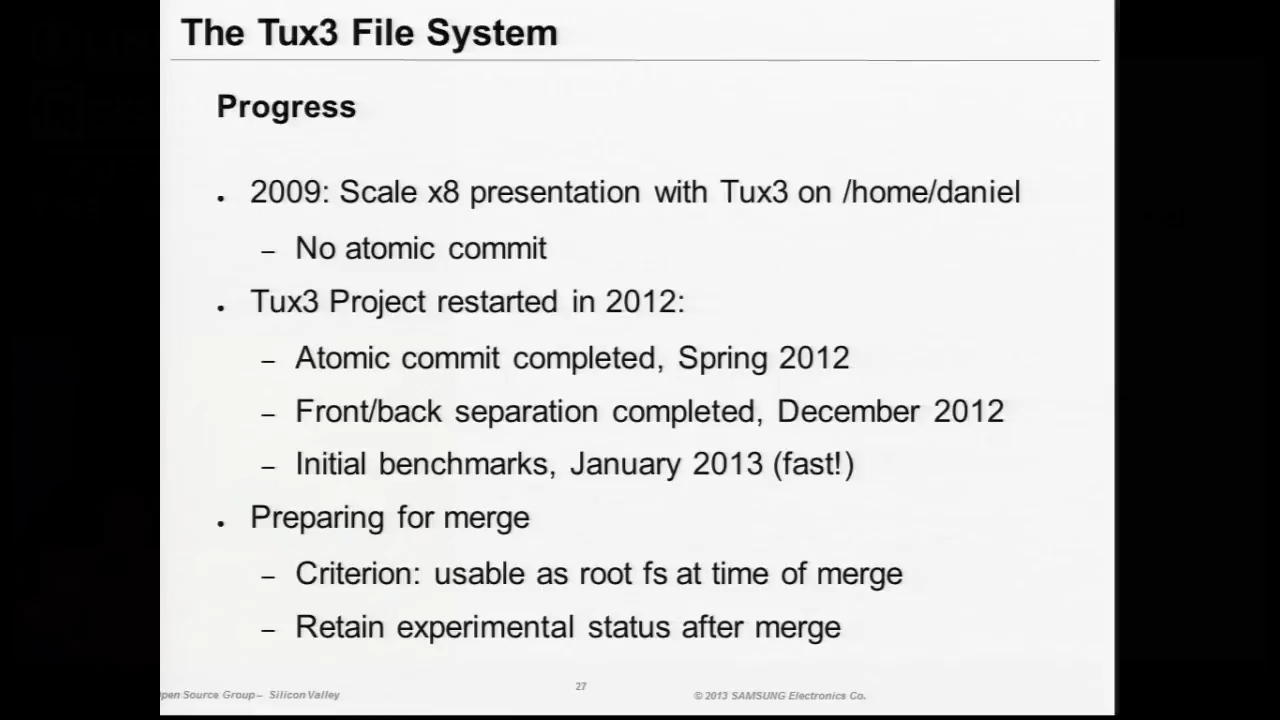 The Tux3 File System
Progress
. 2009: Scale x8 presentation with Tux3 on /home/daniel
– No atomic commit
. Tux3 Project restarted in 2012:
– Atomic commit completed, Spring 2012
– Front/back separation completed, December 2012
– Initial benchmarks, January 2013 (fast!)
. Preparing for merge
– Criterion: usable as root fs at time of merge
– Retain experimental status after merge
pen Source Group – Silicon Valley
27
© 2013 SAMSUNG Electronics Co.